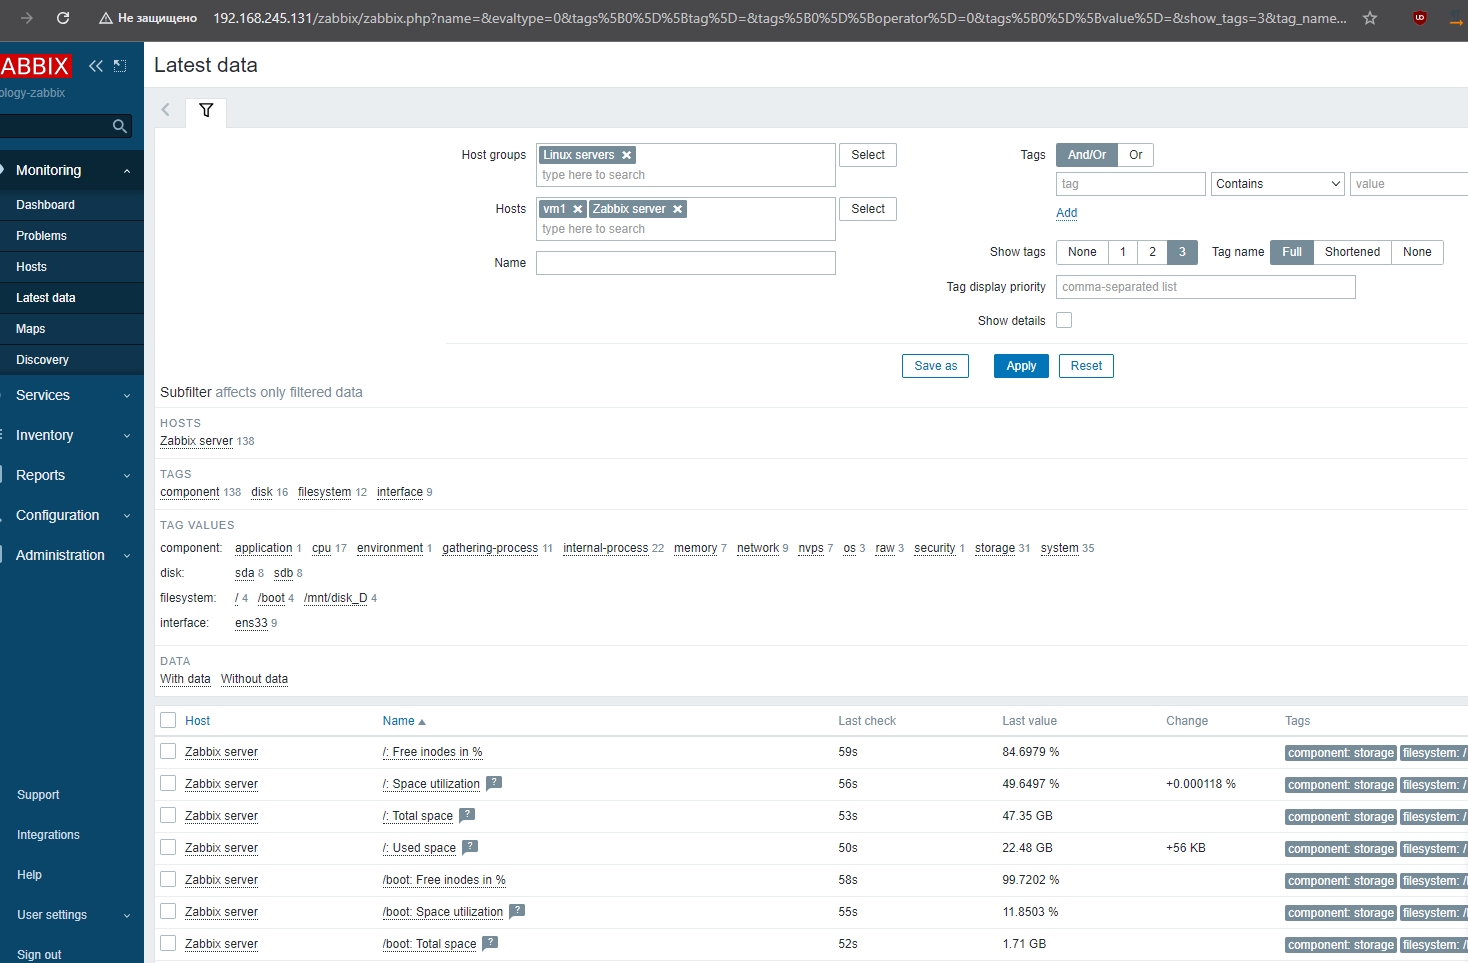 Не защищено 192.168.245.131/zabbix/zabbix.php?name=&evaltype=0&tags%5B0%5D%5Btag%5D=&tags%5B0%5D%5Boperator%5D=0&tags%5B0%5D%5Bvalue%5D=&show_tags=3&tag_name...
ABBIX
ology-zabbix
Monitoring
Dashboard
Problems
Hosts
Latest data
Maps
Discovery
Services
Inventory
Reports
Configuration
Administration
Support
Integrations
Help
User settings
Sign out
Latest data
Host groups Linux servers Select
type here to search
Hosts vm1 Zabbix server Select
type here to search
Name
Tags And/Or Or
tag Contains value
Add
Show tags None 1 2 3 Tag name Full Shortened None
Tag display priority comma-separated list
Show details
Save as Apply Reset
Subfilter affects only filtered data
HOSTS
Zabbix server 138
TAGS
component 138 disk 16 filesystem 12 interface 9
TAG VALUES
component: application 1 cpu 17 environment 1 gathering-process 11 internal-process 22 memory 7 network 9 nvps 7 os 3 raw 3 security 1 storage 31 system 35
disk: sda 8 sdb 8
filesystem: / 4 /boot 4 /mnt/disk_D 4
interface: ens33 9
DATA
With data Without data
Host Name Last check Last value Change Tags
Zabbix server /: Free inodes in % 59s 84.6979 % component: storage filesystem: /
Zabbix server /: Space utilization ? 56s 49.6497 % +0.000118 % component: storage filesystem: /
Zabbix server /: Total space ? 53s 47.35 GB component: storage filesystem: /
Zabbix server /: Used space ? 50s 22.48 GB +56 KB component: storage filesystem: /
Zabbix server /boot: Free inodes in % 58s 99.7202 % component: storage filesystem: /
Zabbix server /boot: Space utilization ? 55s 11.8503 % component: storage filesystem: /
Zabbix server /boot: Total space ? 52s 1.71 GB component: storage filesystem: /